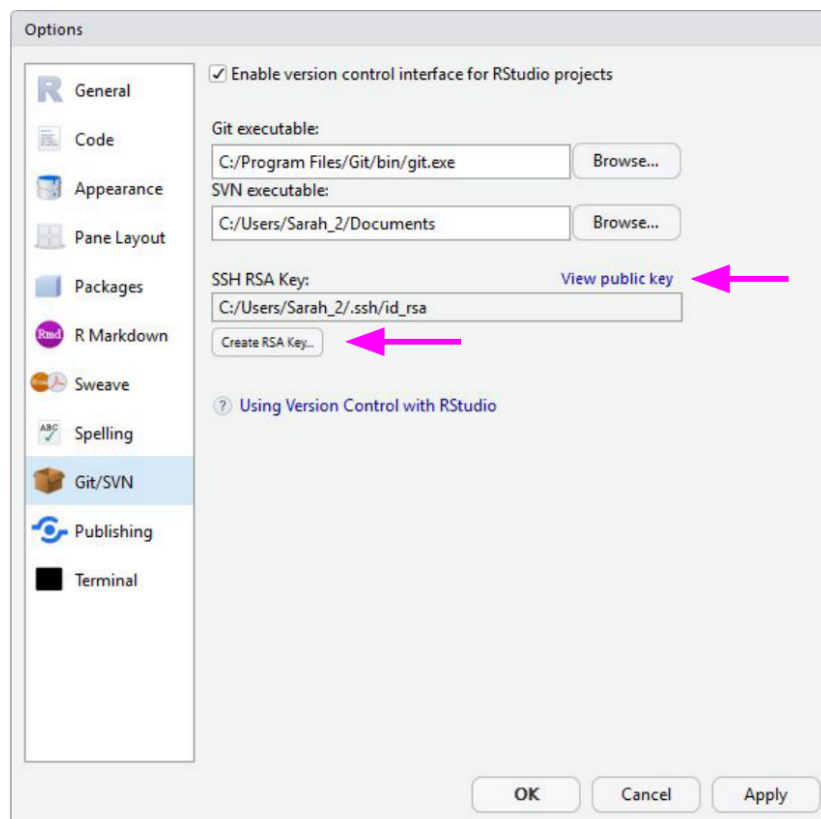 Options
General
Code
Appearance
Pane Layout
Packages
Rmd R Markdown
Sweave
ABC Spelling
Git/SVN
Publishing
Terminal
Enable version control interface for RStudio projects
Git executable:
C:/Program Files/Git/bin/git.exe Browse...
SVN executable:
C:/Users/Sarah_2/Documents Browse...
SSH RSA Key: View public key
C:/Users/Sarah_2/.ssh/id_rsa
Create RSA Key...
? Using Version Control with RStudio
OK Cancel Apply